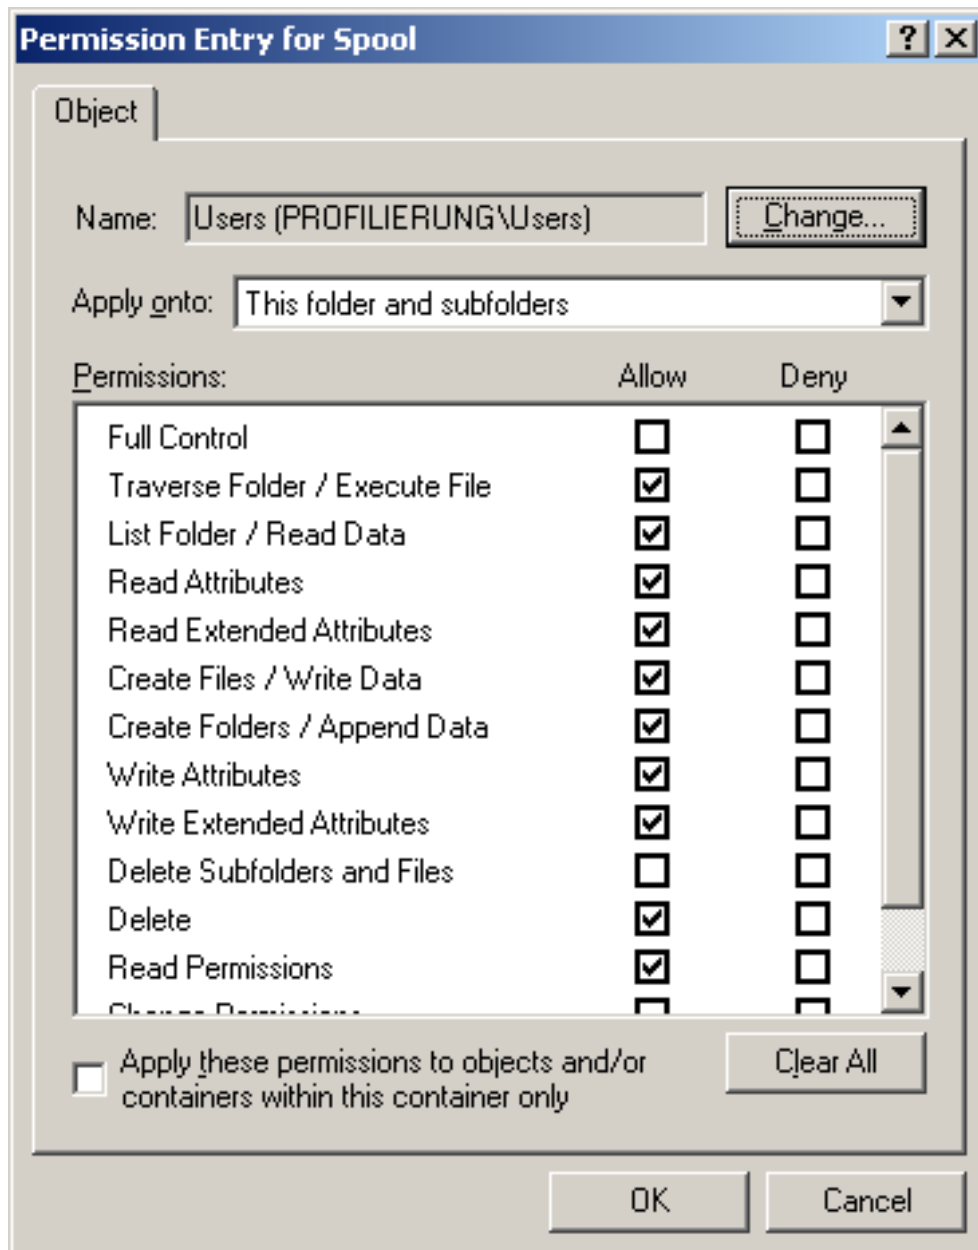 Permission Entry for Spool
Object
Name: Users (PROFILIERUNG\Users) Change...
Apply onto: This folder and subfolders
Permissions: Allow Deny
Full Control
Traverse Folder / Execute File
List Folder / Read Data
Read Attributes
Read Extended Attributes
Create Files / Write Data
Create Folders / Append Data
Write Attributes
Write Extended Attributes
Delete Subfolders and Files
Delete
Read Permissions
Change Permissions
Apply these permissions to objects and/or
containers within this container only
Clear All
OK Cancel